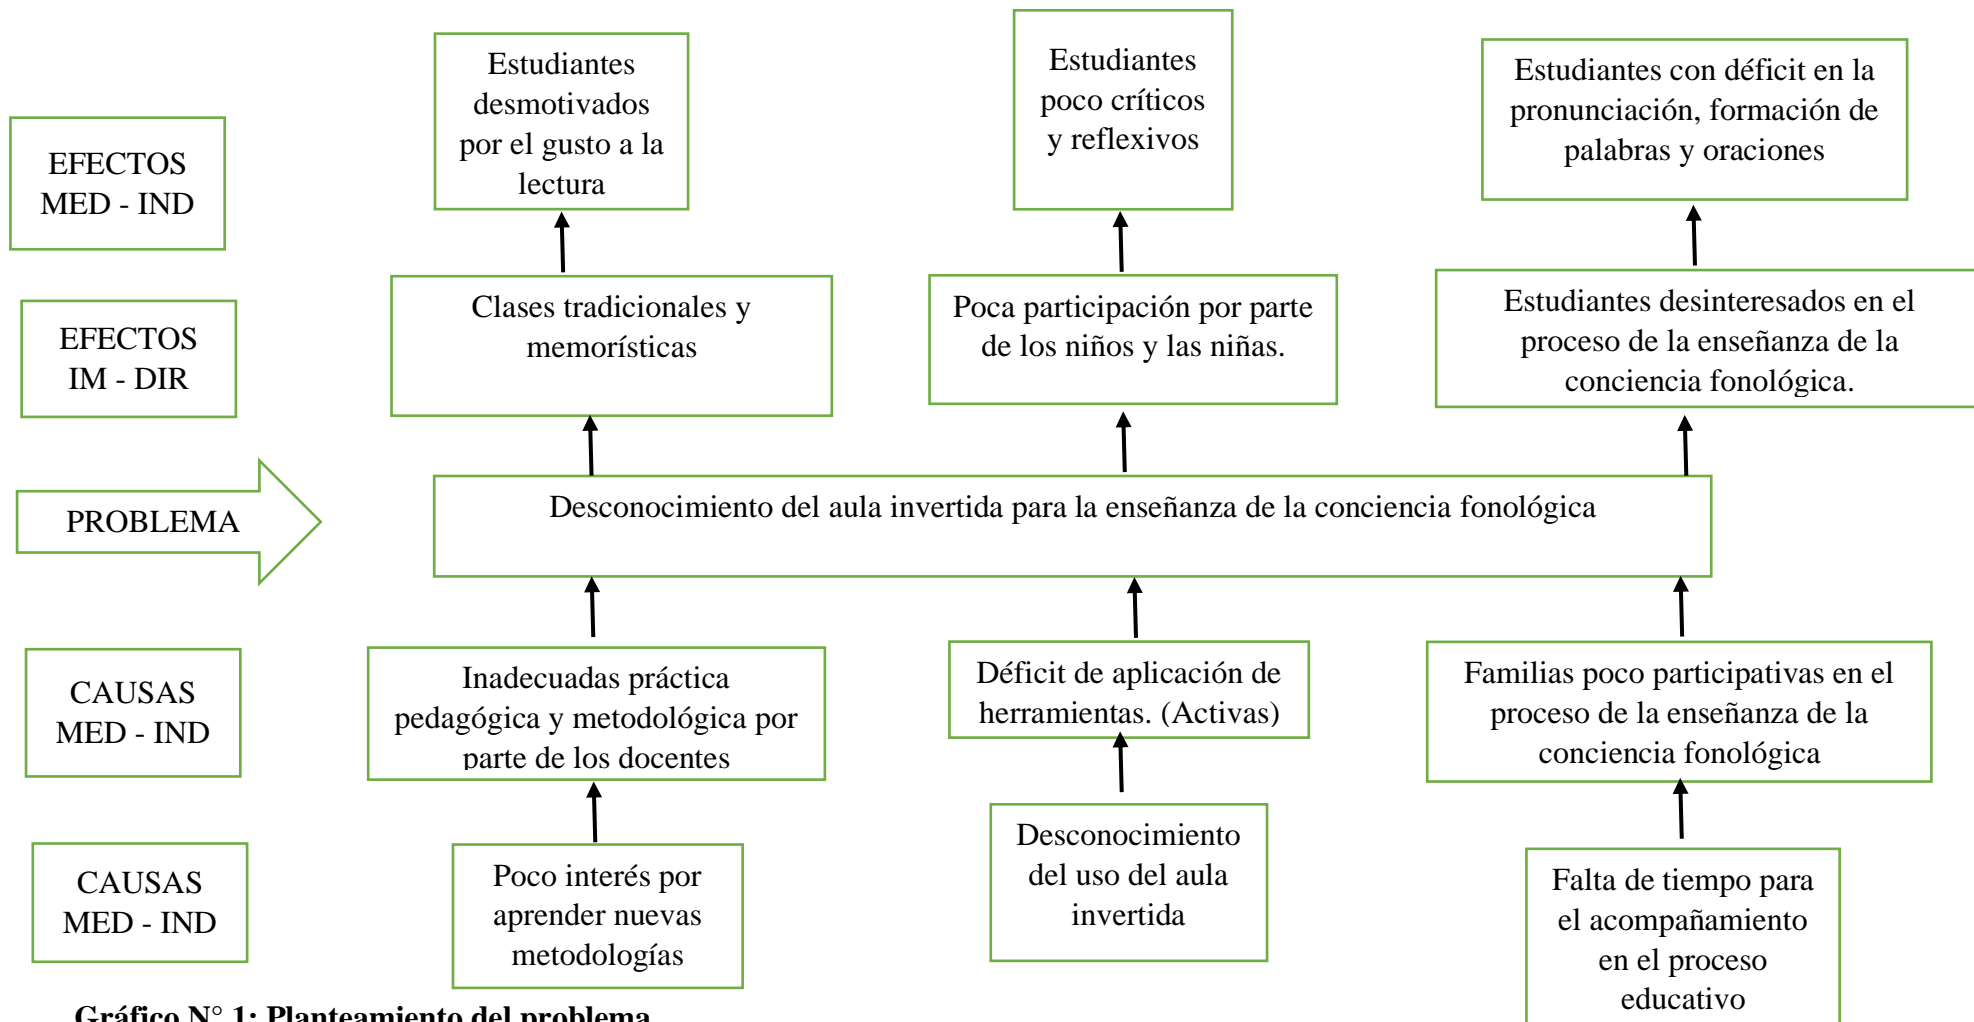 Estudiantes
desmotivados
por el gusto a la
lectura
Estudiantes
poco críticos
y reflexivos
Estudiantes con déficit en la
pronunciación, formación de
palabras y oraciones
EFECTOS
MED - IND
Clases tradicionales y
memorísticas
Poca participación por parte
de los niños y las niñas.
Estudiantes desinteresados en el
proceso de la enseñanza de la
conciencia fonológica.
EFECTOS
IM - DIR
PROBLEMA
Desconocimiento del aula invertida para la enseñanza de la conciencia fonológica
CAUSAS
MED - IND
Inadecuadas práctica
pedagógica y metodológica por
parte de los docentes
Déficit de aplicación de
herramientas. (Activas)
Familias poco participativas en el
proceso de la enseñanza de la
conciencia fonológica
CAUSAS
MED - IND
Poco interés por
aprender nuevas
metodologías
Desconocimiento
del uso del aula
invertida
Falta de tiempo para
el acompañamiento
en el proceso
educativo
Gráfico N° 1: Planteamiento del problema